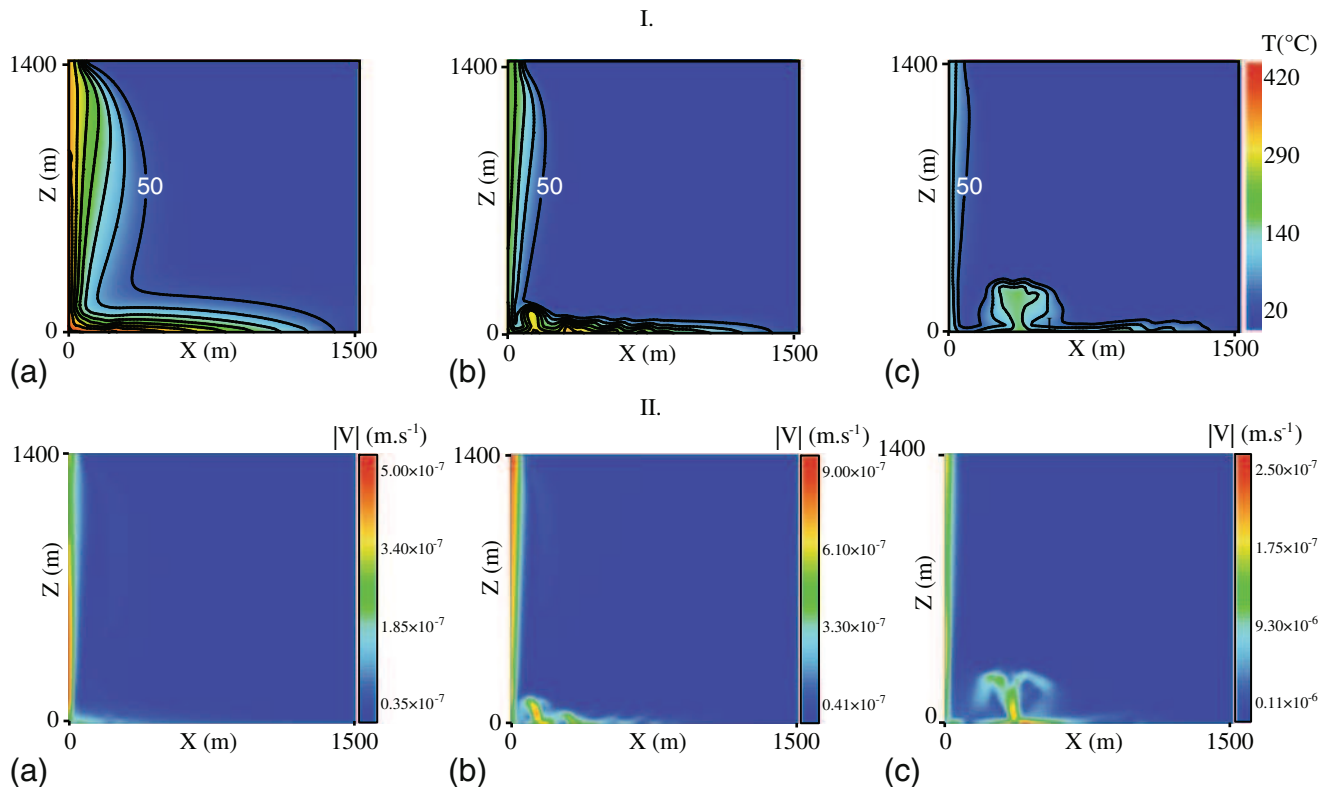 I.
T(°C)
1400
1400
1400
420
290
140
20
Z (m)
Z (m)
Z (m)
50
50
50
0
0
0
0
1500
0
1500
0
1500
X (m)
X (m)
X (m)
(a)
(b)
(c)
II.
|V| (m.s⁻¹)
|V| (m.s⁻¹)
|V| (m.s⁻¹)
1400
1400
1400
5.00×10⁻⁷
3.40×10⁻⁷
1.85×10⁻⁷
0.35×10⁻⁷
9.00×10⁻⁷
6.10×10⁻⁷
3.30×10⁻⁷
0.41×10⁻⁷
2.50×10⁻⁷
1.75×10⁻⁷
9.30×10⁻⁶
0.11×10⁻⁶
Z (m)
Z (m)
Z (m)
0
0
0
0
1500
0
1500
0
1500
X (m)
X (m)
X (m)
(a)
(b)
(c)